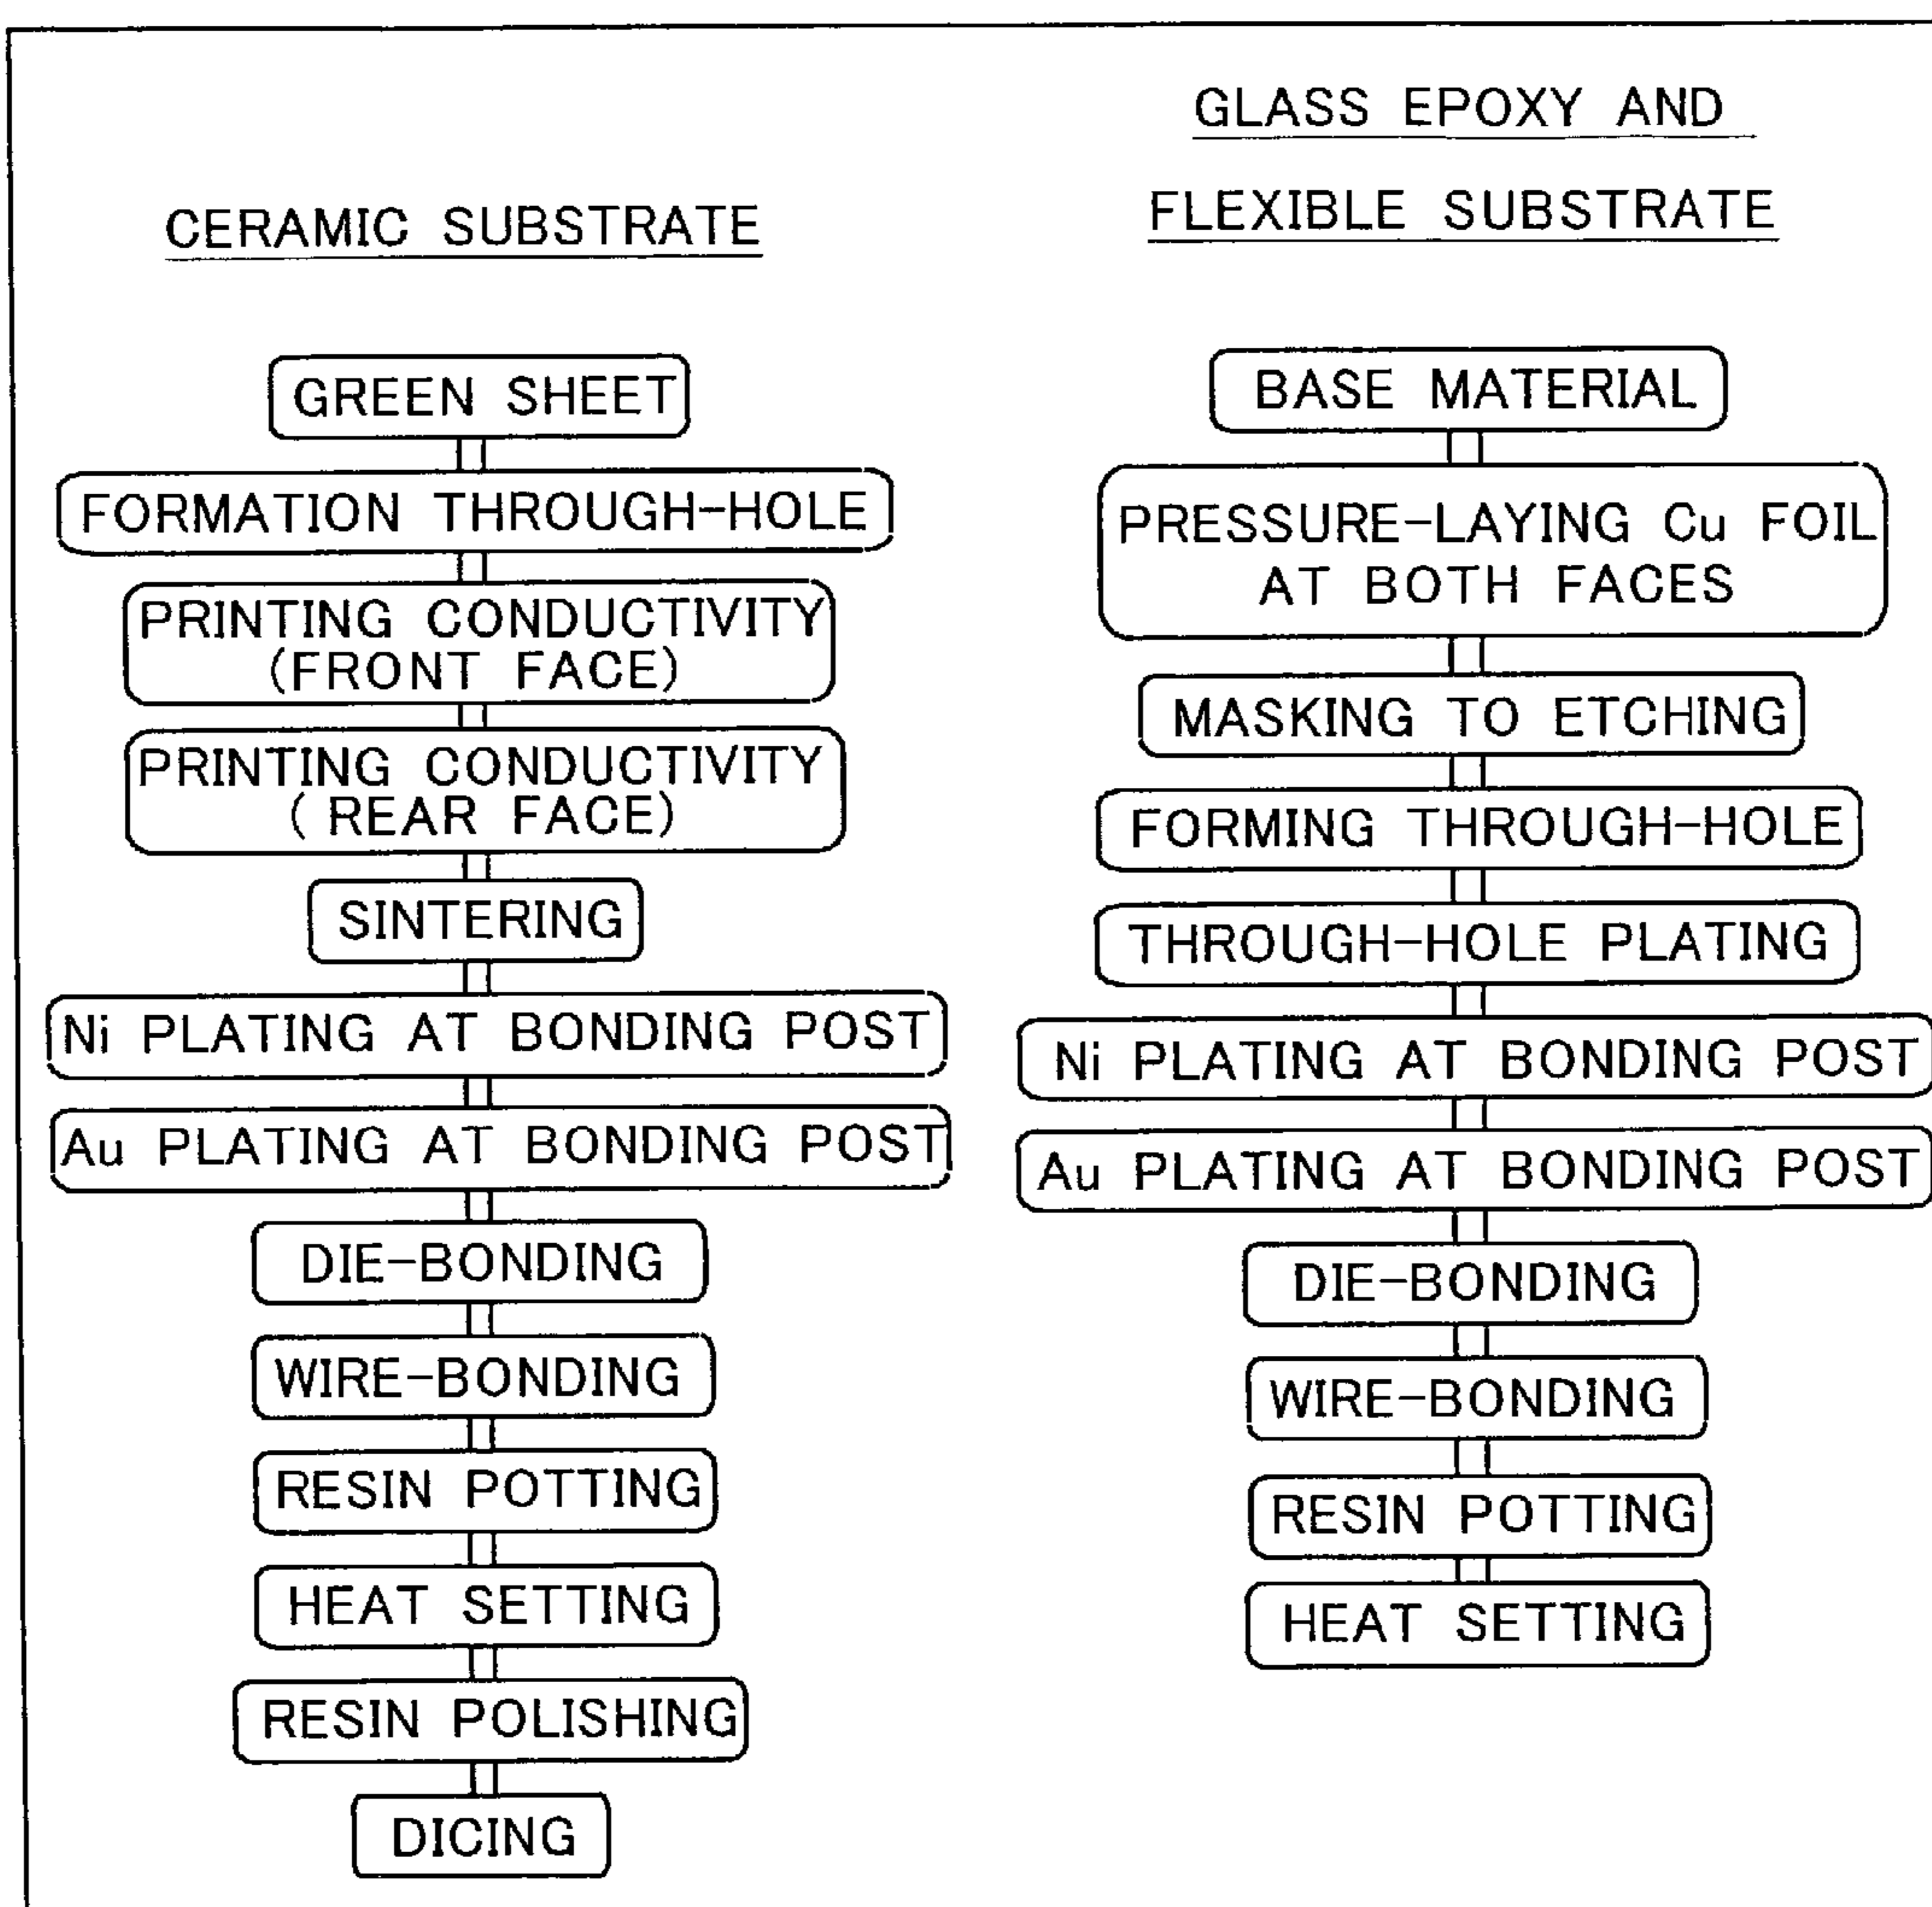 CERAMIC SUBSTRATE
GREEN SHEET
FORMATION THROUGH-HOLE
PRINTING CONDUCTIVITY
(FRONT FACE)
PRINTING CONDUCTIVITY
( REAR FACE)
SINTERING
Ni PLATING AT BONDING POST
Au PLATING AT BONDING POST
DIE-BONDING
WIRE-BONDING
RESIN POTTING
HEAT SETTING
RESIN POLISHING
DICING
GLASS EPOXY AND
FLEXIBLE SUBSTRATE
BASE MATERIAL
PRESSURE-LAYING Cu FOIL
AT BOTH FACES
MASKING TO ETCHING
FORMING THROUGH-HOLE
THROUGH-HOLE PLATING
Ni PLATING AT BONDING POST
Au PLATING AT BONDING POST
DIE-BONDING
WIRE-BONDING
RESIN POTTING
HEAT SETTING